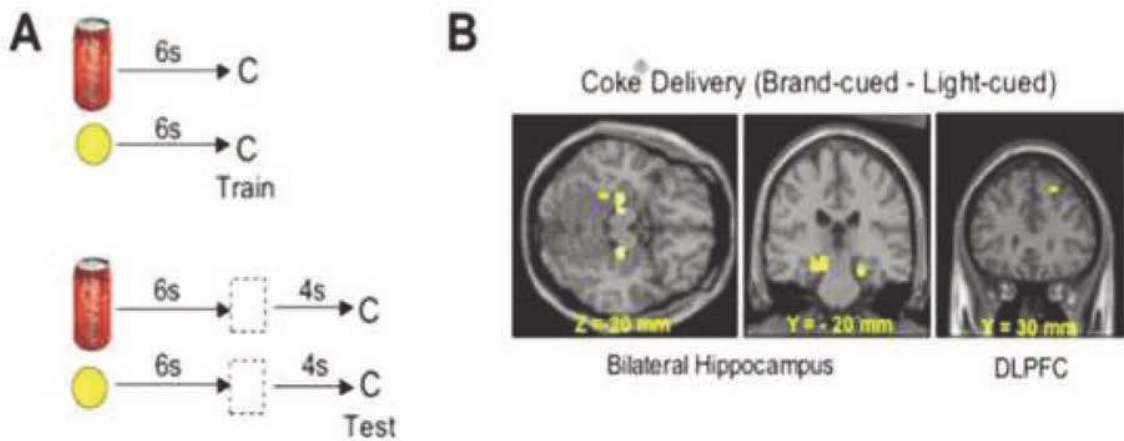 A
6s
C
6s
C
Train
6s
4s
C
6s
4s
C
Test
B
Coke® Delivery (Brand-cued - Light-cued)
Z = -20 mm
Y = - 20 mm
Y = 30 mm
Bilateral Hippocampus
DLPFC